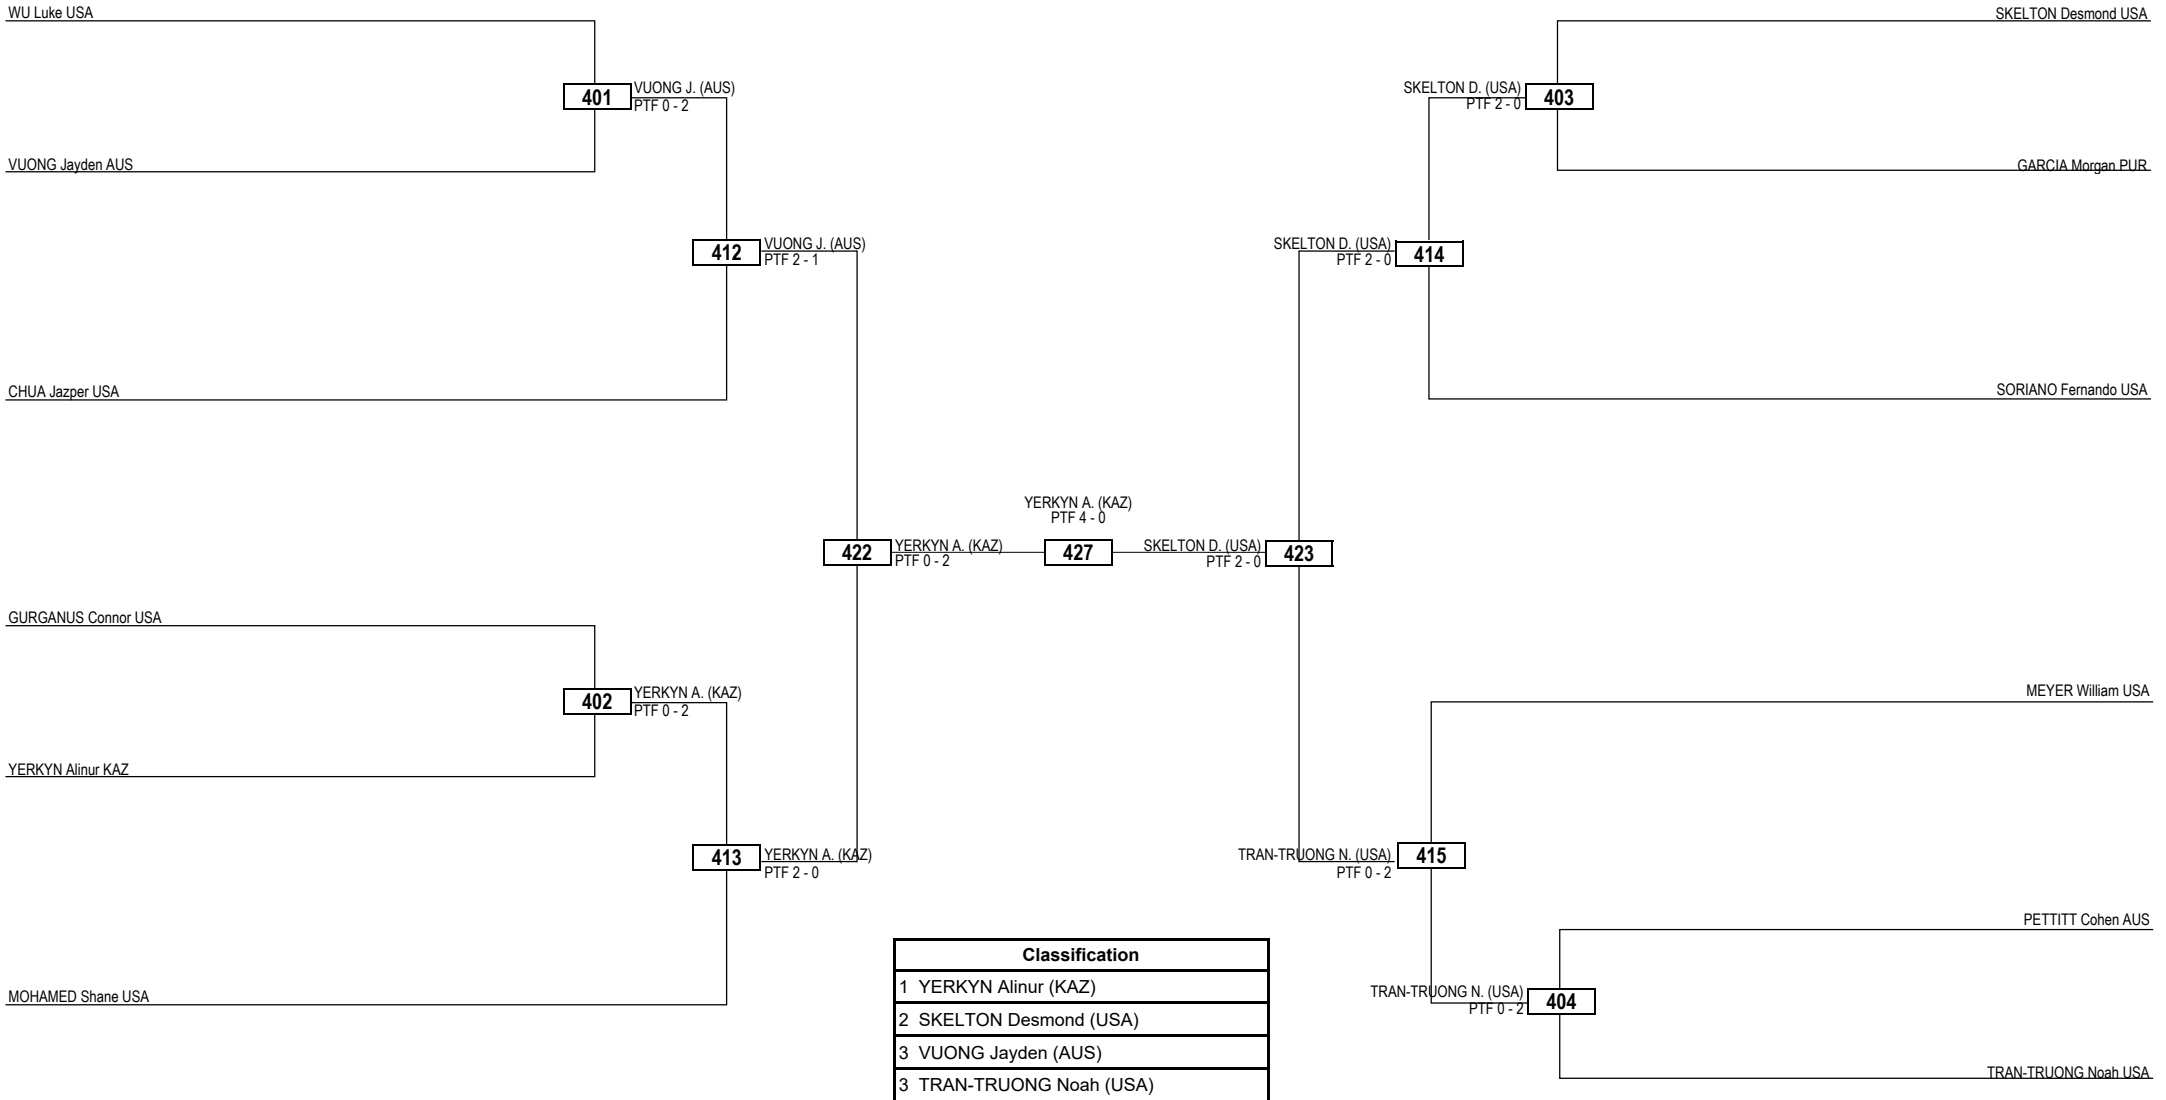 WU Luke USA
SKELTON Desmond USA
401
VUONG J. (AUS)
PTF 0 - 2
SKELTON D. (USA)
PTF 2 - 0
403
VUONG Jayden AUS
GARCIA Morgan PUR
412
VUONG J. (AUS)
PTF 2 - 1
SKELTON D. (USA)
PTF 2 - 0
414
CHUA Jazper USA
SORIANO Fernando USA
YERKYN A. (KAZ)
PTF 4 - 0
422
YERKYN A. (KAZ)
PTF 0 - 2
427
SKELTON D. (USA)
PTF 2 - 0
423
GURGANUS Connor USA
402
YERKYN A. (KAZ)
PTF 0 - 2
MEYER William USA
YERKYN Alinur KAZ
413
YERKYN A. (KAZ)
PTF 2 - 0
TRAN-TRUONG N. (USA)
PTF 0 - 2
415
PETTITT Cohen AUS
MOHAMED Shane USA
TRAN-TRUONG N. (USA)
PTF 0 - 2
404
TRAN-TRUONG Noah USA
Classification
1 YERKYN Alinur (KAZ)
2 SKELTON Desmond (USA)
3 VUONG Jayden (AUS)
3 TRAN-TRUONG Noah (USA)